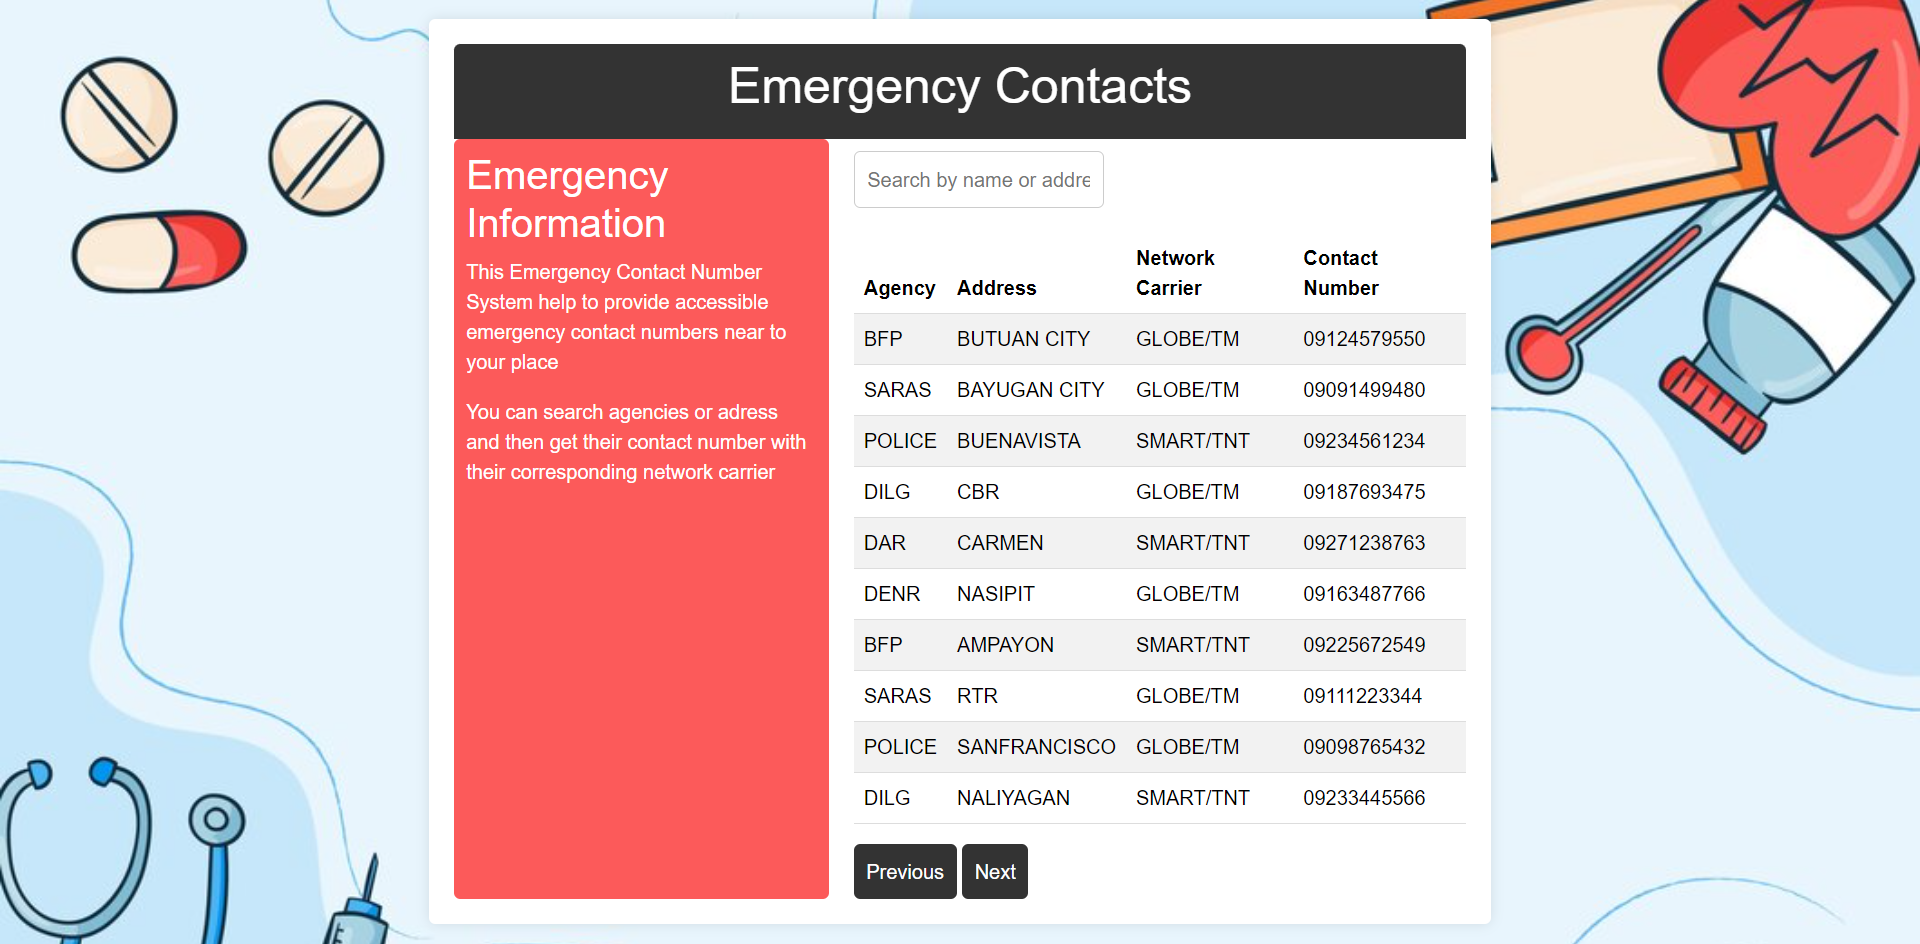 Emergency Contacts
Emergency
Information
This Emergency Contact Number
System help to provide accessible
emergency contact numbers near to
your place
You can search agencies or adress
and then get their contact number with
their corresponding network carrier
Search by name or addre
Agency Address Network Carrier Contact Number
BFP BUTUAN CITY GLOBE/TM 09124579550
SARAS BAYUGAN CITY GLOBE/TM 09091499480
POLICE BUENAVISTA SMART/TNT 09234561234
DILG CBR GLOBE/TM 09187693475
DAR CARMEN SMART/TNT 09271238763
DENR NASIPIT GLOBE/TM 09163487766
BFP AMPAYON SMART/TNT 09225672549
SARAS RTR GLOBE/TM 09111223344
POLICE SANFRANCISCO GLOBE/TM 09098765432
DILG NALIYAGAN SMART/TNT 09233445566
Previous Next